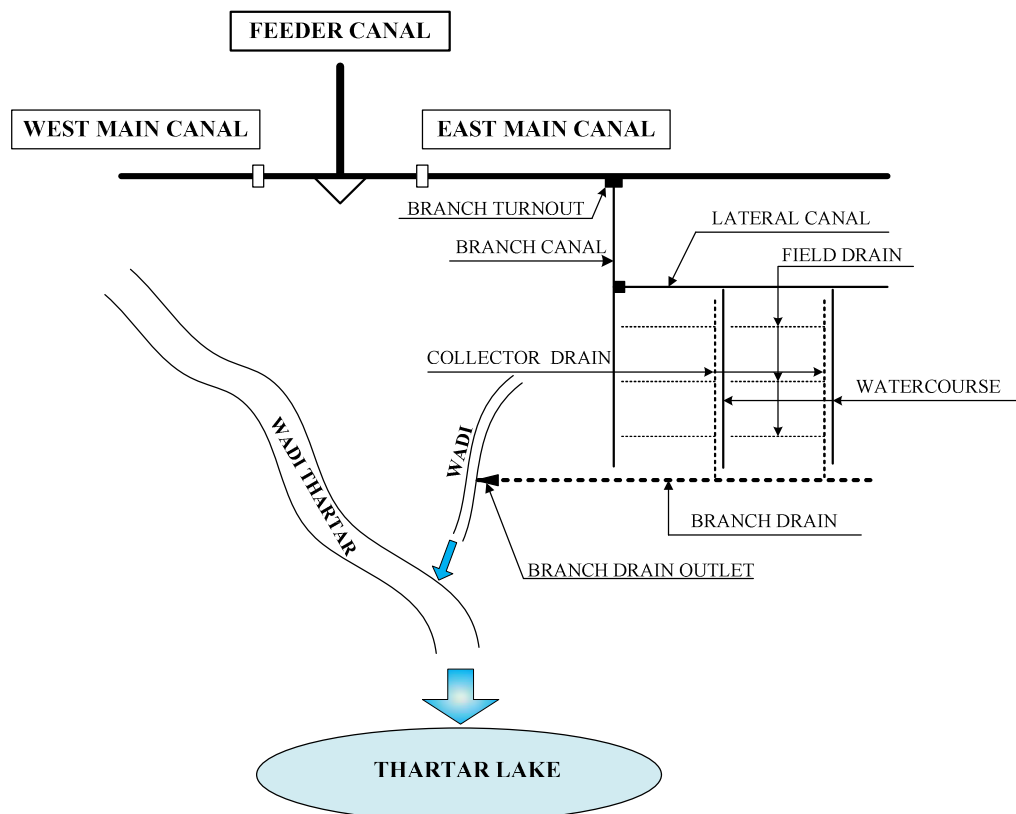 FEEDER CANAL
WEST MAIN CANAL
EAST MAIN CANAL
BRANCH TURNOUT
LATERAL CANAL
BRANCH CANAL
FIELD DRAIN
COLLECTOR DRAIN
WATERCOURSE
WADI THARTAR
WADI
BRANCH DRAIN
BRANCH DRAIN OUTLET
THARTAR LAKE